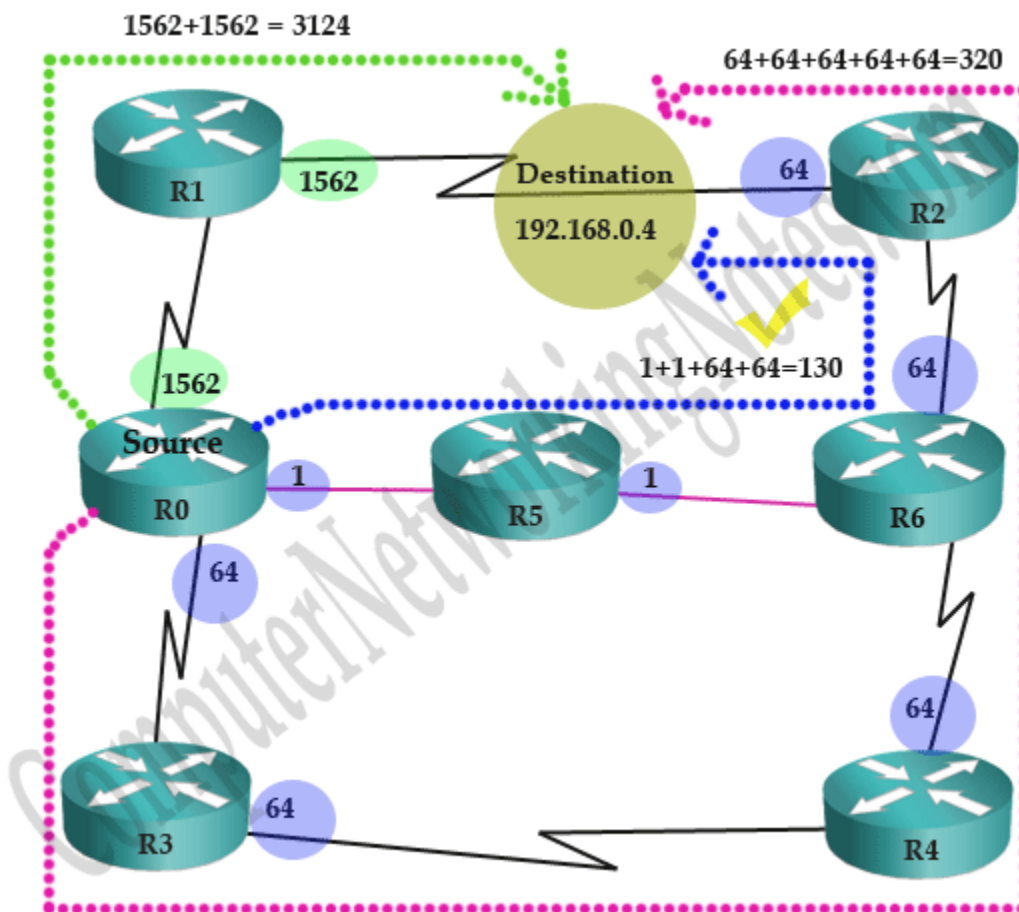 1562+1562 = 3124
64+64+64+64+64=320
R1
1562
Destination
192.168.0.4
64
R2
1562
1+1+64+64=130
64
Source
R0
1
R5
1
R6
64
64
R3
64
R4
ComputerNetworkingNotes.com